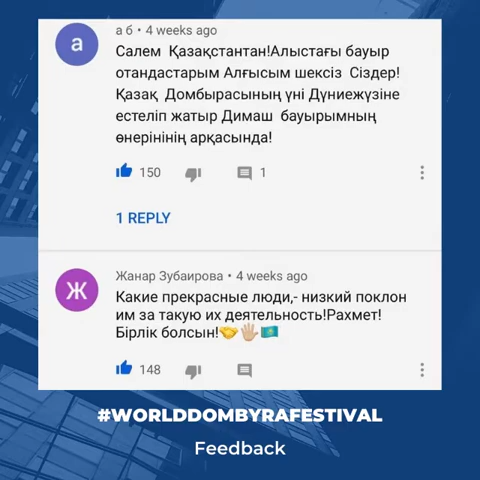 а
а б • 4 weeks ago
Салем Қазақстантан!Алыстағы бауыр
отандастарым Алғысым шексіз Сіздер!
Қазақ Домбырасының үні Дүниежүзіне
естеліп жатыр Димаш бауырымның
өнерінінің арқасында!
150 1
1 REPLY
Ж
Жанар Зубаирова • 4 weeks ago
Какие прекрасные люди,- низкий поклон
им за такую их деятельность!Рахмет!
Бірлік болсын!🤝🖐🏼🇰🇿
148
#WORLDDOMBYRAFESTIVAL
Feedback